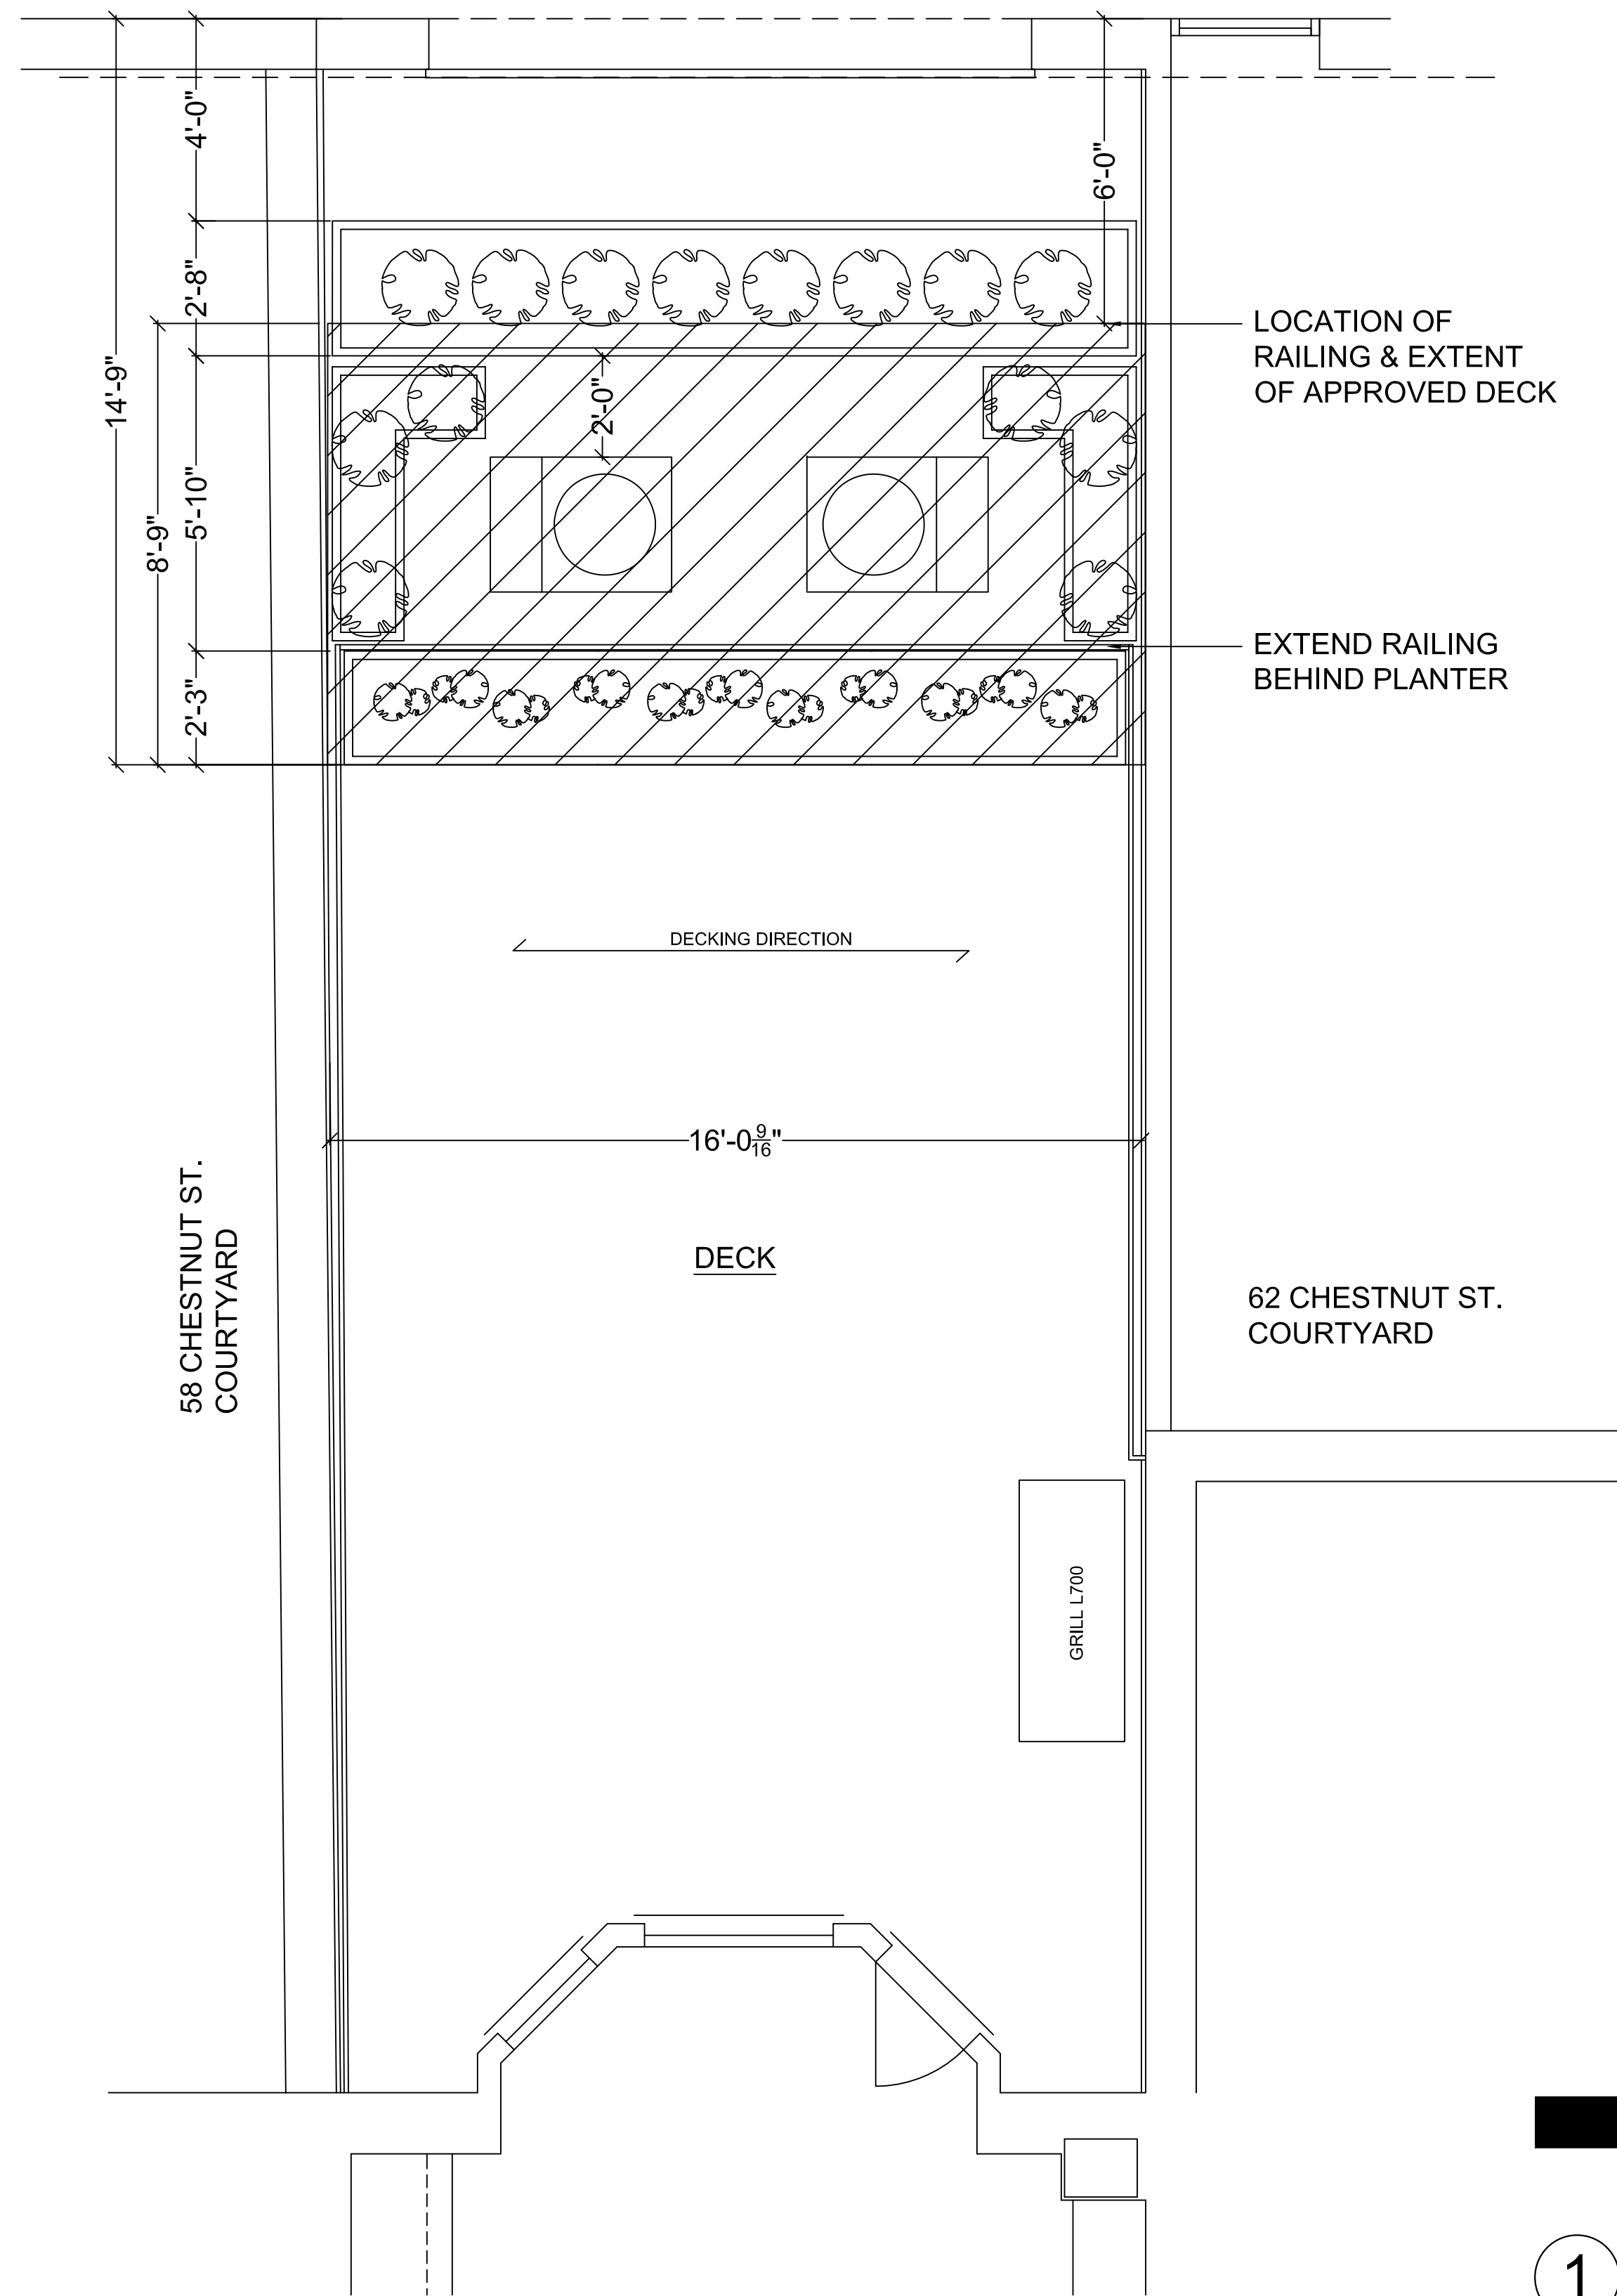 4'-0"
6'-0"
2'-8"
14'-9"
8'-9"
5'-10"
2'-0"
2'-3"
LOCATION OF
RAILING & EXTENT
OF APPROVED DECK
EXTEND RAILING
BEHIND PLANTER
DECKING DIRECTION
16'-0 9/16"
58 CHESTNUT ST.
COURTYARD
DECK
62 CHESTNUT ST.
COURTYARD
GRILL L700
1